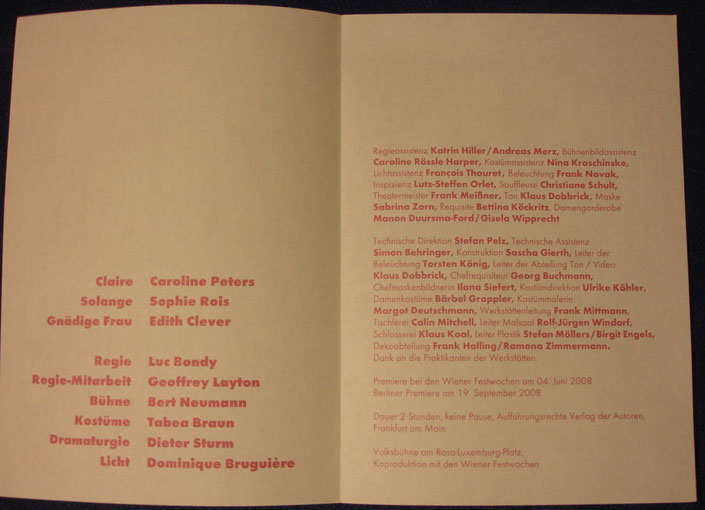 Claire Caroline Peters
Solange Sophie Rois
Gnädige Frau Edith Clever
Regie Luc Bondy
Regie-Mitarbeit Geoffrey Layton
Bühne Bert Neumann
Kostüme Tabea Braun
Dramaturgie Dieter Sturm
Licht Dominique Bruguière
Regieassistenz Katrin Hiller/Andreas Merz, Bühnenbildassistenz
Caroline Rössle Harper, Kostümassistenz Nina Kroschinske,
Lichtassistenz François Thouret, Beleuchtung Frank Novak,
Inspizienz Lutz-Steffen Orlet, Souffleuse Christiane Schult,
Theatermeister Frank Meißner, Ton Klaus Dobbrick, Maske
Sabrina Zorn, Requisite Bettina Köckritz, Damengarderobe
Manon Duursma-Ford/Gisela Wipprecht
Technische Direktion Stefan Pelz, Technische Assistenz
Simon Behringer, Konstruktion Sascha Gierth, Leiter der
Beleuchtung Torsten König, Leiter der Abteilung Ton / Video
Klaus Dobbrick, Chefrequisiteur Georg Buchmann,
Chefmaskenbildnerin Ilona Siefert, Kostümdirektion Ulrike Köhler,
Damenkostüme Bärbel Grappler, Kostümmalerin
Margot Deutschmann, Werkstättenleitung Frank Mittmann,
Tischlerei Colin Mitchell, Leiter Malsaal Rolf-Jürgen Windorf,
Schlosserei Klaus Koal, Leiter Plastik Stefan Möllers/Birgit Engels,
Dekoabteilung Frank Halling/Ramona Zimmermann.
Dank an die Praktikanten der Werkstätten.
Premiere bei den Wiener Festwochen am 04. Juni 2008
Berliner Premiere am 19. September 2008
Dauer 2 Stunden, keine Pause, Aufführungsrechte Verlag der Autoren,
Frankfurt am Main
Volksbühne am Rosa-Luxemburg-Platz,
Koproduktion mit den Wiener Festwochen